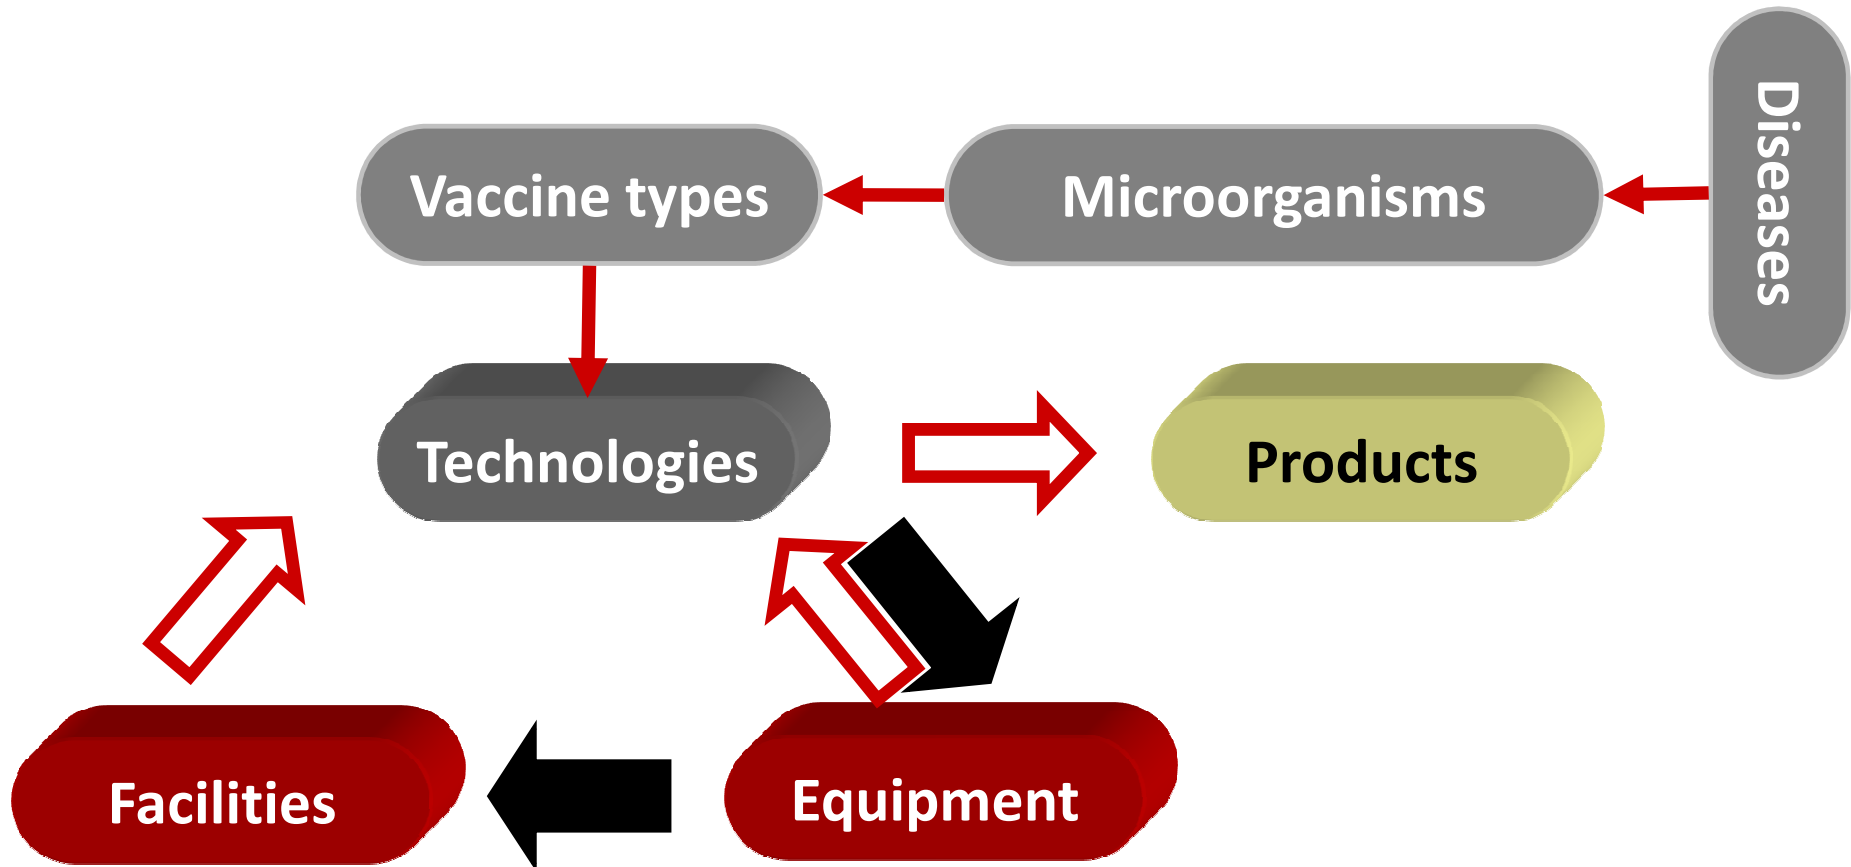 Diseases
Vaccine types
Microorganisms
Technologies
Products
Facilities
Equipment